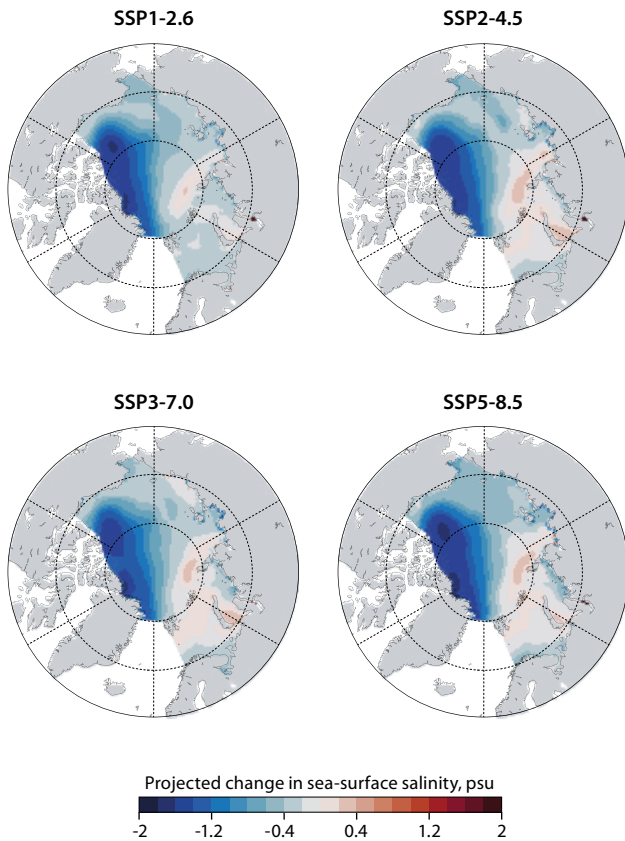 SSP1-2.6
SSP2-4.5
SSP3-7.0
SSP5-8.5
Projected change in sea-surface salinity, psu
-2 -1.2 -0.4 0.4 1.2 2